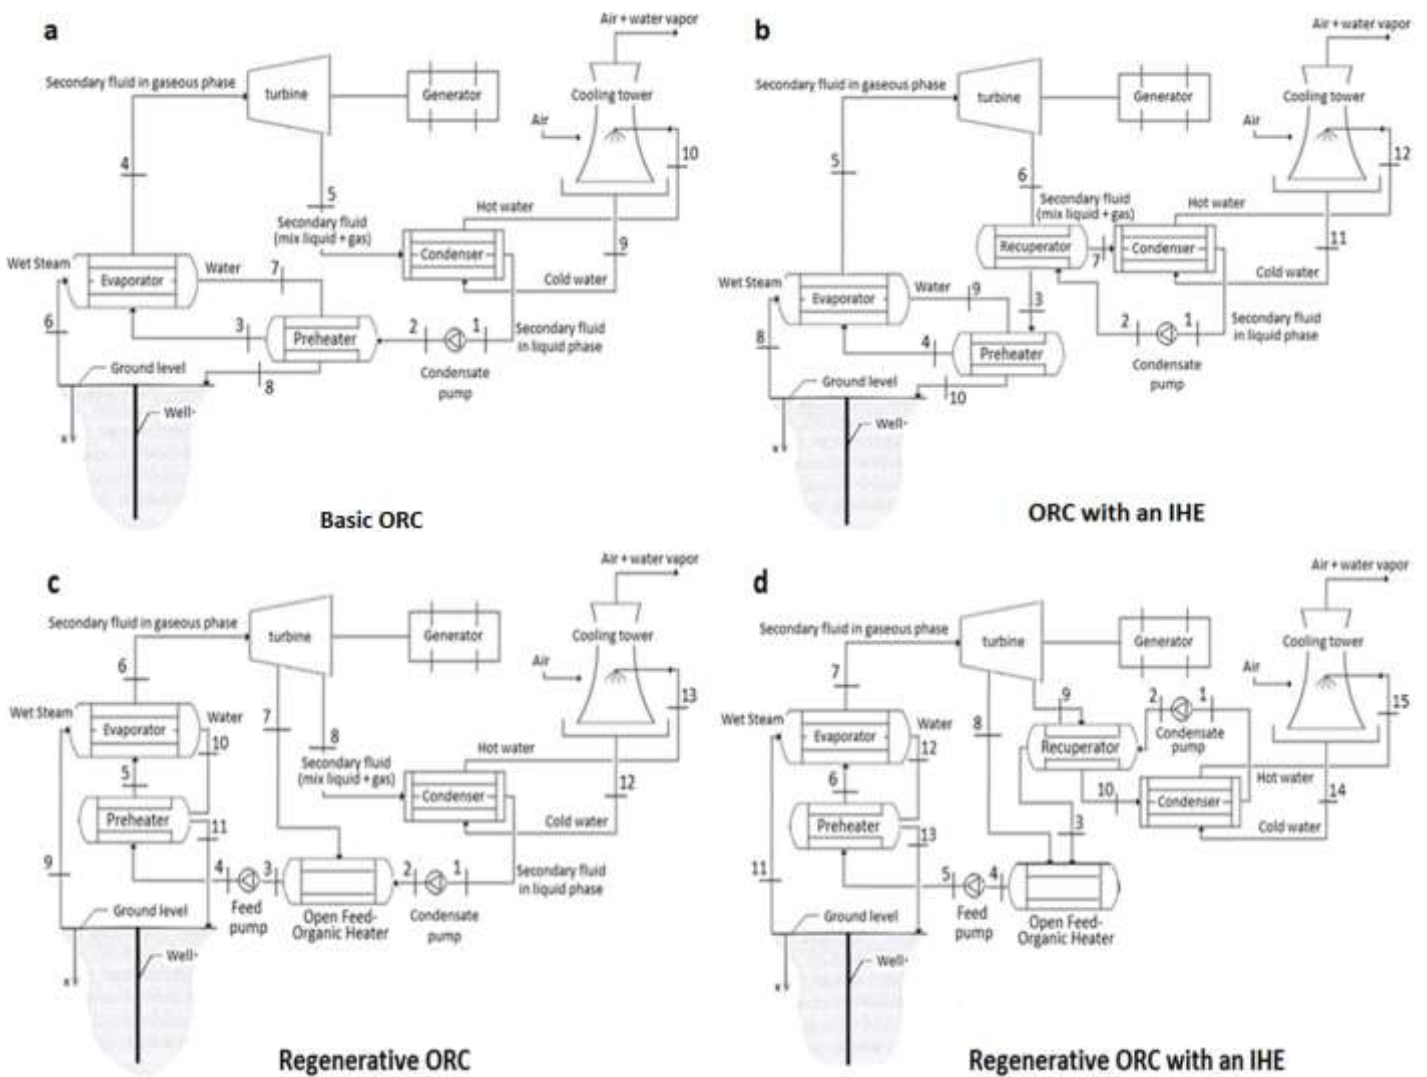 a
Air + water vapor
Secondary fluid in gaseous phase
turbine
Generator
Cooling tower
Air
10
4
5
Secondary fluid
(mix liquid + gas)
Hot water
9
Condenser
Wet Steam
Evaporator
Water
7
Cold water
6
3
Preheater
2
1
Secondary fluid
in liquid phase
Condensate
pump
Ground level
8
Well
x
Basic ORC
b
Air + water vapor
Secondary fluid in gaseous phase
turbine
Generator
Cooling tower
Air
12
5
6
Secondary fluid
(mix liquid + gas)
Hot water
11
Recuperator
7
Condenser
Cold water
Wet Steam
Evaporator
Water
9
3
8
4
Preheater
2
1
Secondary fluid
in liquid phase
Condensate
pump
Ground level
10
Well
x
ORC with an IHE
c
Air + water vapor
Secondary fluid in gaseous phase
turbine
Generator
Cooling tower
Air
13
6
7
8
Wet Steam
Evaporator
Water
10
Secondary fluid
(mix liquid + gas)
Hot water
12
5
Condenser
Preheater
11
Cold water
9
4
3
2
1
Secondary fluid
in liquid phase
Feed
pump
Open Feed-
Organic Heater
Condensate
pump
Ground level
Well
x
Regenerative ORC
d
Air + water vapor
Secondary fluid in gaseous phase
turbine
Generator
Cooling tower
Air
15
7
8
9
2
1
Condensate
pump
Wet Steam
Evaporator
Water
12
Recuperator
Hot water
6
10
Condenser
14
Preheater
13
3
Cold water
11
5
4
Feed
pump
Open Feed-
Organic Heater
Ground level
Well
x
Regenerative ORC with an IHE